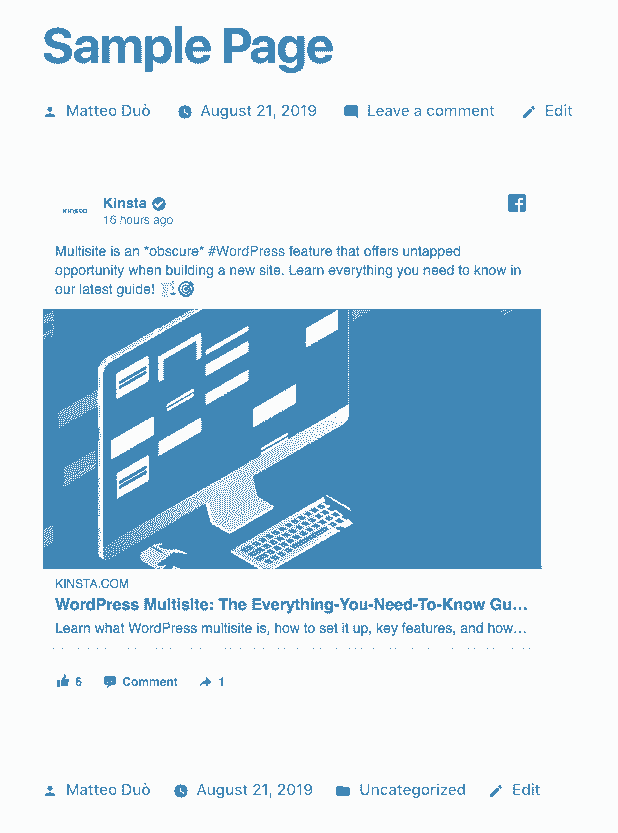 Sample Page
Matteo Duò August 21, 2019 Leave a comment Edit
KINSTA
Kinsta
16 hours ago
Multisite is an *obscure* #WordPress feature that offers untapped
opportunity when building a new site. Learn everything you need to know in
our latest guide!
KINSTA.COM
WordPress Multisite: The Everything-You-Need-To-Know Gu...
Learn what WordPress multisite is, how to set it up, key features, and how...
6 Comment 1
Matteo Duò August 21, 2019 Uncategorized Edit